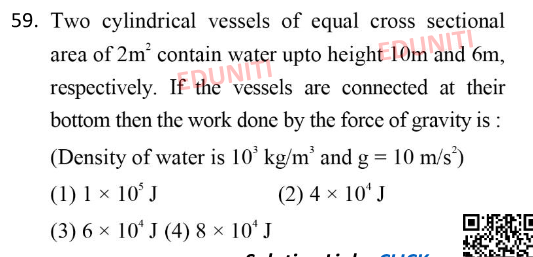 59. Two cylindrical vessels of equal cross sectional
area of 2m² contain water upto height 10m and 6m,
respectively. If the vessels are connected at their
bottom then the work done by the force of gravity is :
(Density of water is 10³ kg/m³ and g = 10 m/s²)
(1) 1 × 10⁵ J (2) 4 × 10⁴ J
(3) 6 × 10⁴ J (4) 8 × 10⁴ J
EDUNITI
EDUNITI